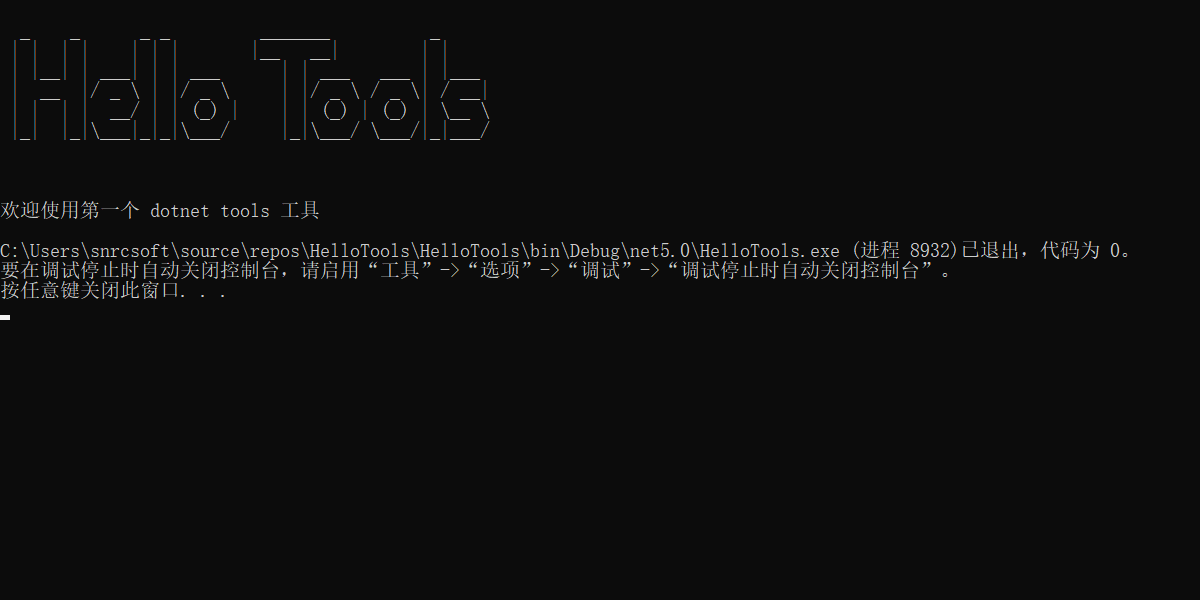 Hello Tools
欢迎使用第一个 dotnet tools 工具
C:\Users\snrcsoft\source\repos\HelloTools\HelloTools\bin\Debug\net5.0\HelloTools.exe (进程 8932)已退出，代码为 0。
要在调试停止时自动关闭控制台，请启用“工具”->“选项”->“调试”->“调试停止时自动关闭控制台”。
按任意键关闭此窗口. . .